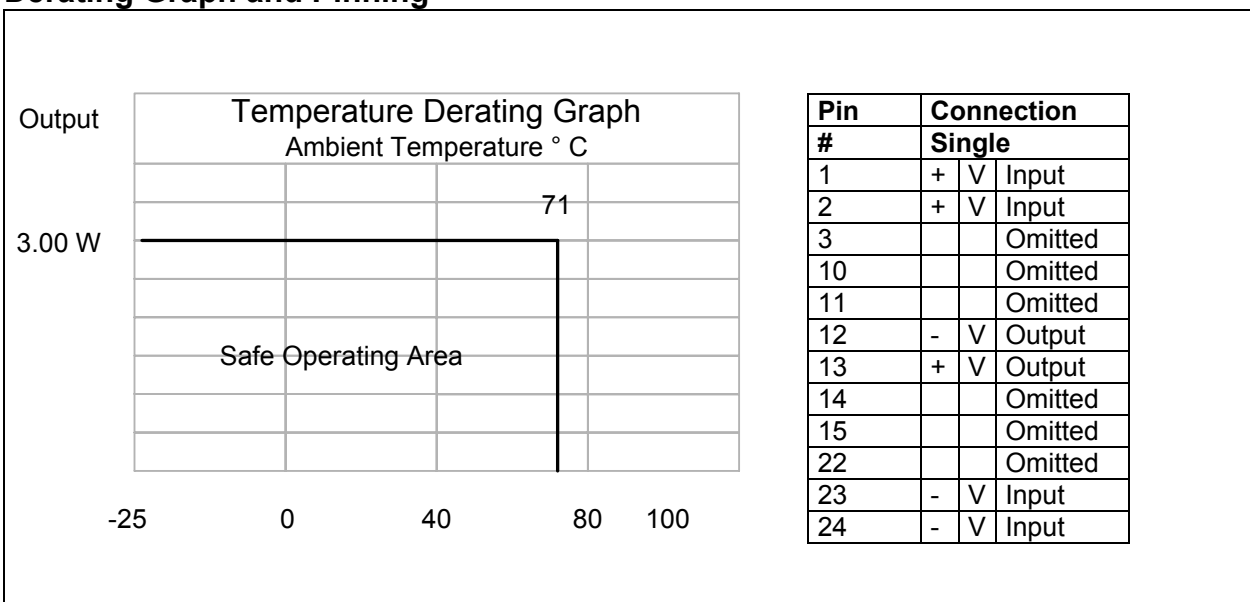 Derating Graph and Pinning
Output
Temperature Derating Graph
Ambient Temperature ° C
71
3.00 W
Safe Operating Area
-25 0 40 80 100
Pin Connection
# Single
1 + V Input
2 + V Input
3 Omitted
10 Omitted
11 Omitted
12 - V Output
13 + V Output
14 Omitted
15 Omitted
22 Omitted
23 - V Input
24 - V Input